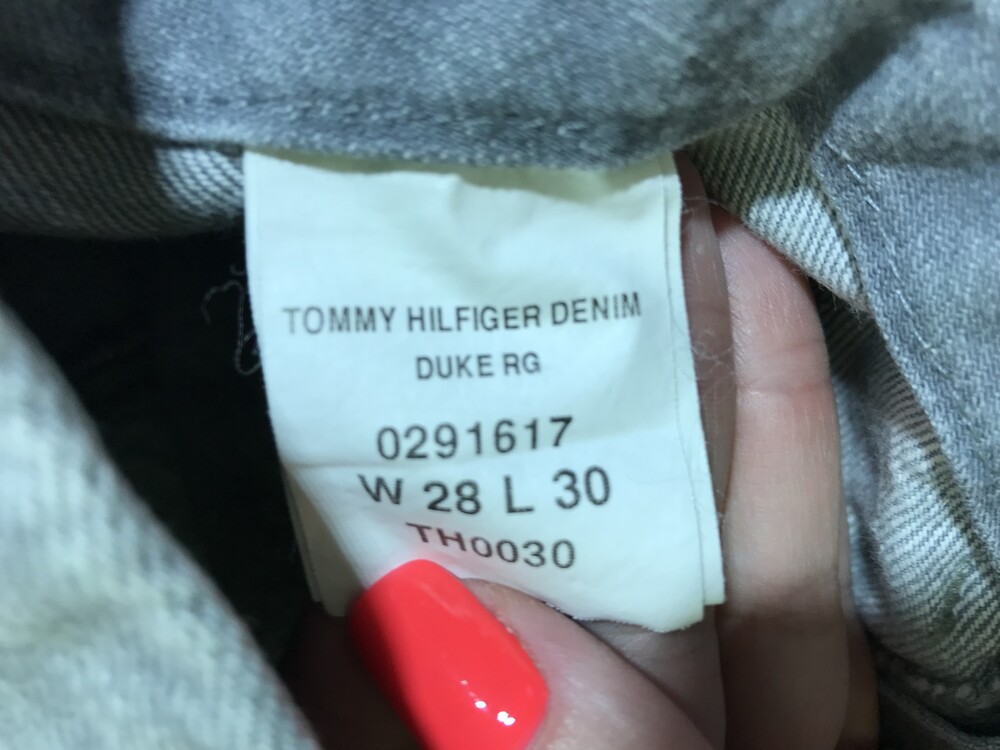 TOMMY HILFIGER DENIM
DUKE RG
0291617
W 28 L 30
TH0030